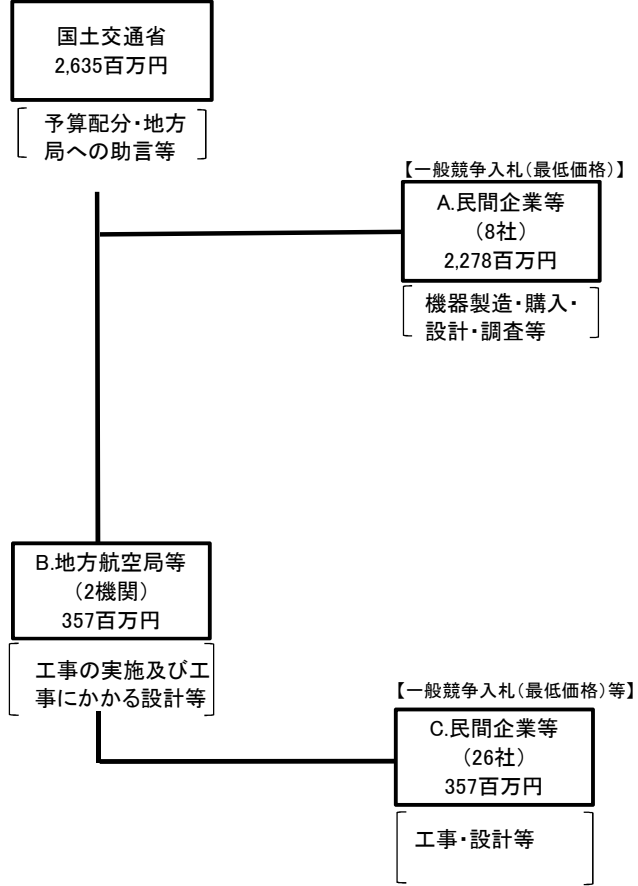 国土交通省
2,635百万円
予算配分・地方
局への助言等
【一般競争入札（最低価格）】
A.民間企業等
（8社）
2,278百万円
機器製造・購入・
設計・調査等
B.地方航空局等
（2機関）
357百万円
工事の実施及び工
事にかかる設計等
【一般競争入札（最低価格）等】
C.民間企業等
（26社）
357百万円
工事・設計等